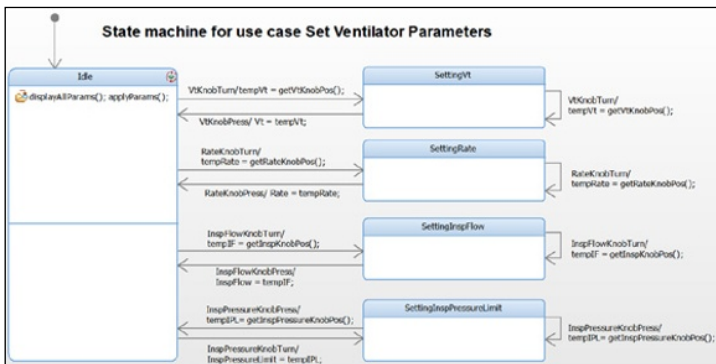 State machine for use case Set Ventilator Parameters
Idle
displayAllParams(); applyParams();
VtKnobTurn/tempVt = getVtKnobPos();
VtKnobPress/ Vt = tempVt;
SettingVt
VtKnobTurn/
tempVt = getVtKnobPos();
RateKnobTurn/
tempRate = getRateKnobPos();
RateKnobPress/ Rate = tempRate;
SettingRate
RateKnobTurn/
tempRate = getRateKnobPos();
InspFlowKnobTurn/
tempIF = getInspKnobPos();
InspFlowKnobPress/
InspFlow = tempIF;
SettingInspFlow
InspFlowKnobTurn/
tempIF = getInspKnobPos();
InspPressureKnobPress/
tempIPL= getInspPressureKnobPos();
InspPressureKnobTurn/
InspPressureLimit = tempIPL;
SettingInspPressureLimit
InspPressureKnobPress/
tempIPL= getInspPressureKnobPos();